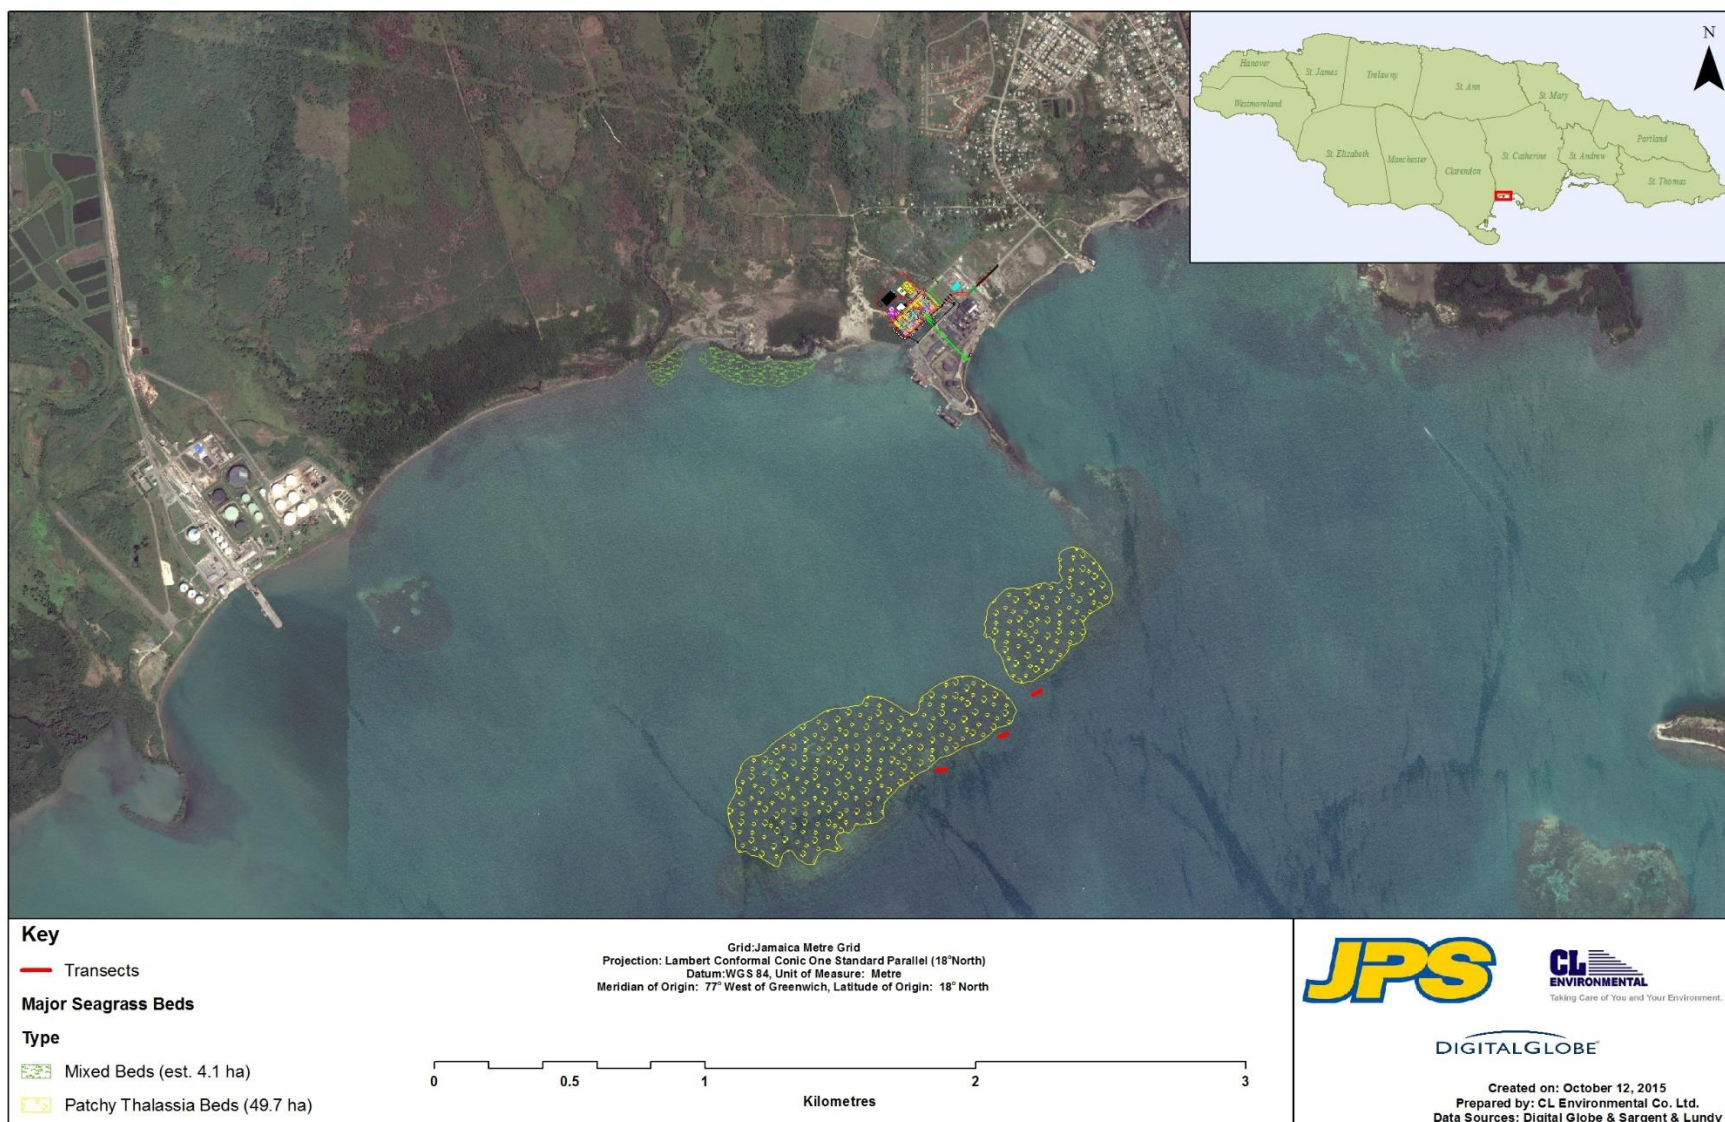 N
Hanover
St. James
Trelawny
St. Ann
St. Mary
Westmoreland
Portland
St. Elizabeth
Manchester
Clarendon
St. Catherine
St. Andrew
St. Thomas
Key
Transects
Major Seagrass Beds
Type
Mixed Beds (est. 4.1 ha)
Patchy Thalassia Beds (49.7 ha)
Grid:Jamaica Metre Grid
Projection: Lambert Conformal Conic One Standard Parallel (18°North)
Datum:WGS 84, Unit of Measure: Metre
Meridian of Origin: 77° West of Greenwich, Latitude of Origin: 18° North
0 0.5 1 2 3
Kilometres
JPS
CL
ENVIRONMENTAL
Taking Care of You and Your Environment.
DIGITALGLOBE
Created on: October 12, 2015
Prepared by: CL Environmental Co. Ltd.
Data Sources: Digital Globe & Sargent & Lundy